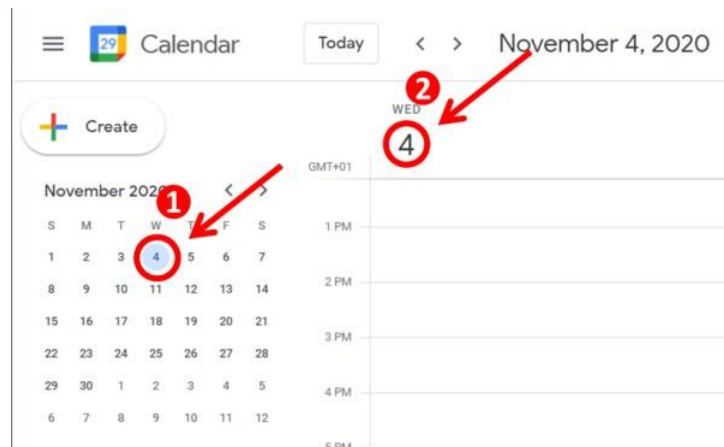 29 Calendar Today < > November 4, 2020
2
WED
4
Create
GMT+01
November 2020 < >
1
S M T W T F S
1 2 3 4 5 6 7
8 9 10 11 12 13 14
15 16 17 18 19 20 21
22 23 24 25 26 27 28
29 30 1 2 3 4 5
6 7 8 9 10 11 12
1 PM
2 PM
3 PM
4 PM
5 PM